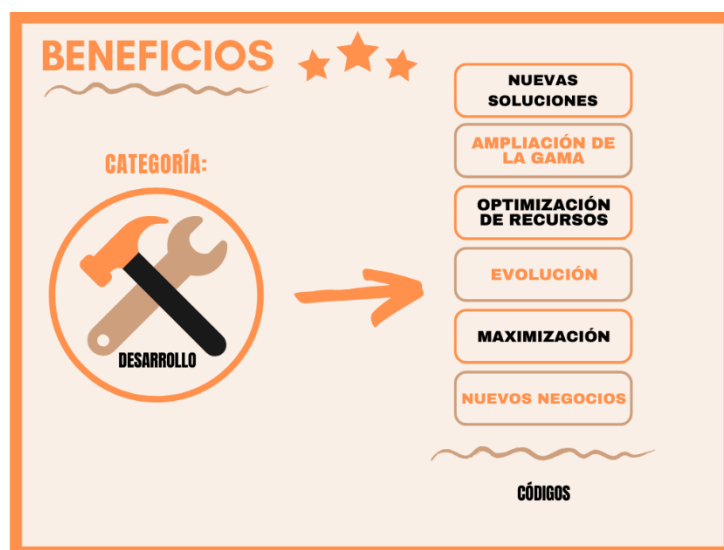 BENEFICIOS
CATEGORÍA:
DESARROLLO
NUEVAS
SOLUCIONES
AMPLIACIÓN DE
LA GAMA
OPTIMIZACIÓN
DE RECURSOS
EVOLUCIÓN
MAXIMIZACIÓN
NUEVOS NEGOCIOS
CÓDIGOS